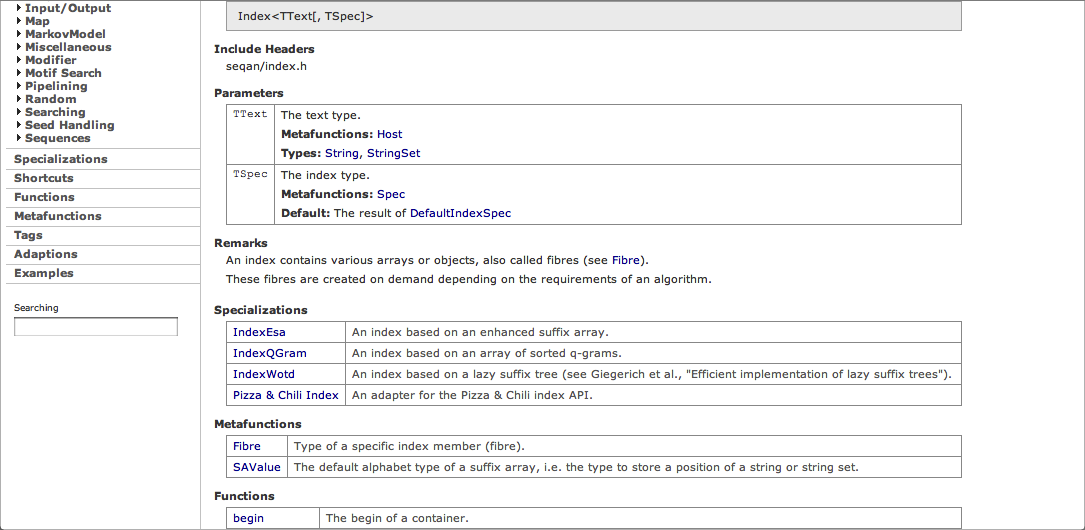 Input/Output
Map
MarkovModel
Miscellaneous
Modifier
Motif Search
Pipelining
Random
Searching
Seed Handling
Sequences
Specializations
Shortcuts
Functions
Metafunctions
Tags
Adaptions
Examples
Searching
Index<TText[, TSpec]>
Include Headers
seqan/index.h
Parameters
TText The text type.
Metafunctions: Host
Types: String, StringSet
TSpec The index type.
Metafunctions: Spec
Default: The result of DefaultIndexSpec
Remarks
An index contains various arrays or objects, also called fibres (see Fibre).
These fibres are created on demand depending on the requirements of an algorithm.
Specializations
IndexEsa An index based on an enhanced suffix array.
IndexQGram An index based on an array of sorted q-grams.
IndexWotd An index based on a lazy suffix tree (see Giegerich et al., "Efficient implementation of lazy suffix trees").
Pizza & Chili Index An adapter for the Pizza & Chili index API.
Metafunctions
Fibre Type of a specific index member (fibre).
SAValue The default alphabet type of a suffix array, i.e. the type to store a position of a string or string set.
Functions
begin The begin of a container.